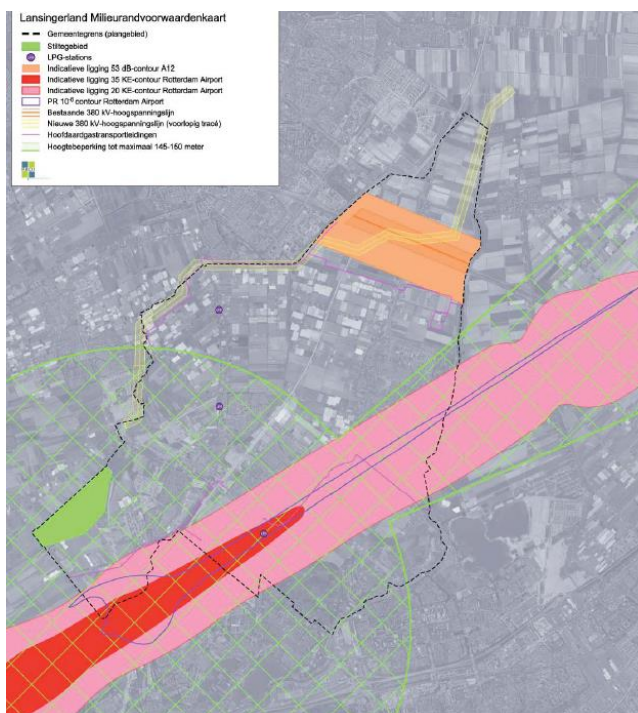 Lansingerland Milieurandvoorwaardenkaart
Gemeentegrens (plangebied)
Stiltegebied
LPG-stations
Indicatieve ligging 53 dB-contour A12
Indicatieve ligging 35 KE-contour Rotterdam Airport
Indicatieve ligging 20 KE-contour Rotterdam Airport
PR 10⁻⁶ contour Rotterdam Airport
Bestaande 380 kV-hoogspanningslijn
Nieuwe 380 kV-hoogspanningslijn (voorlopig tracé)
Hoofdaardgastransportleidingen
Hoogtebeperking tot maximaal 145-150 meter